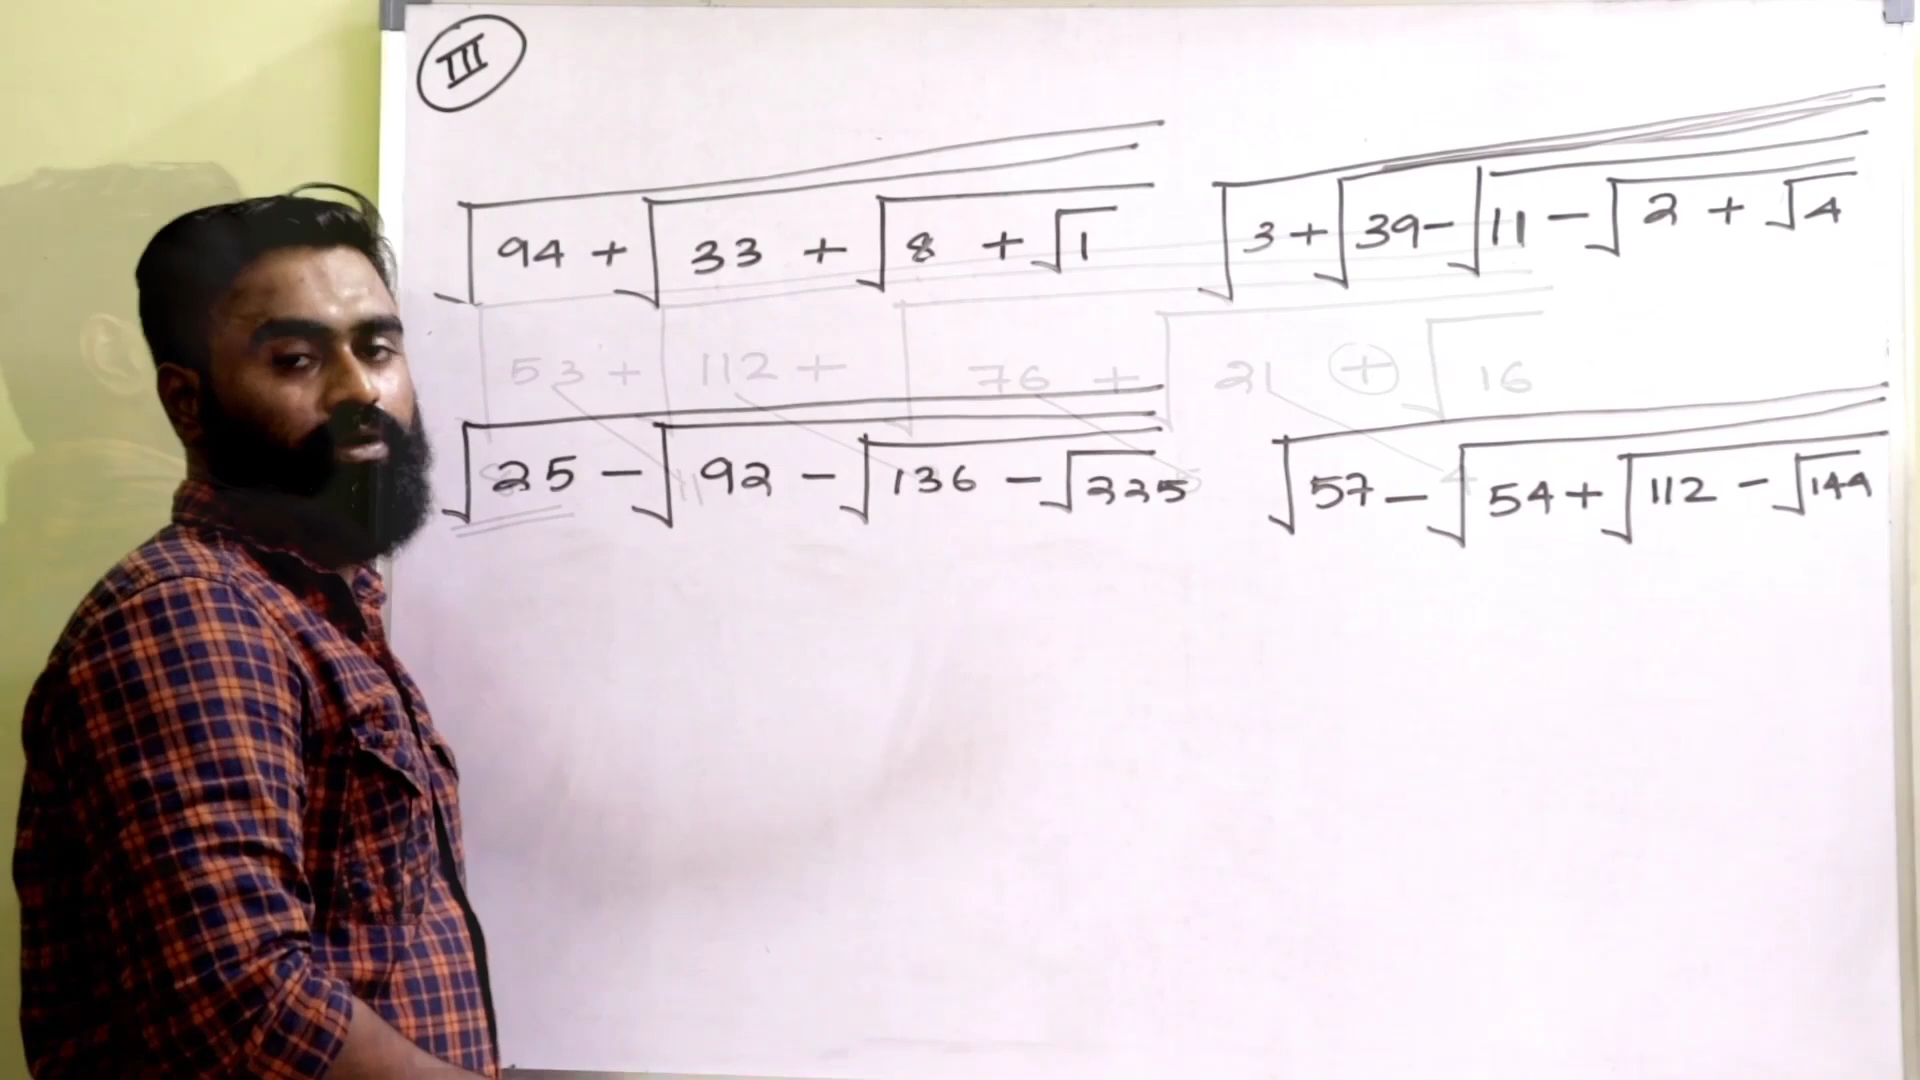 III
√94 + √33 + √8 + √1
√3 + √39 - √11 - √2 + √4
53 + 112 + 76 + 21 + √16
√25 - √92 - √136 - √225
√57 - √54 + √112 - √144